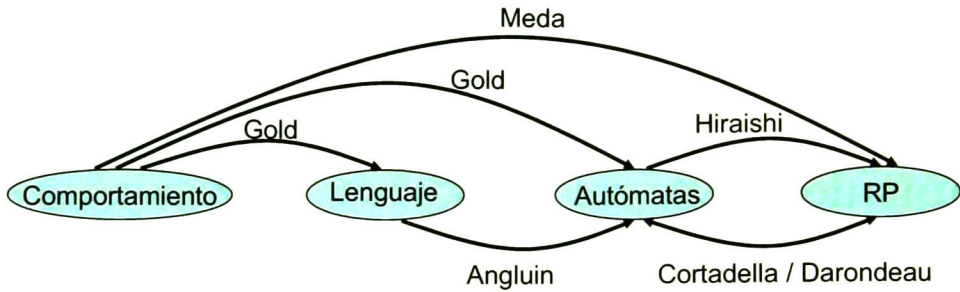 Meda
Gold
Gold
Hiraishi
Comportamiento
Lenguaje
Autómatas
RP
Angluin
Cortadella / Darondeau